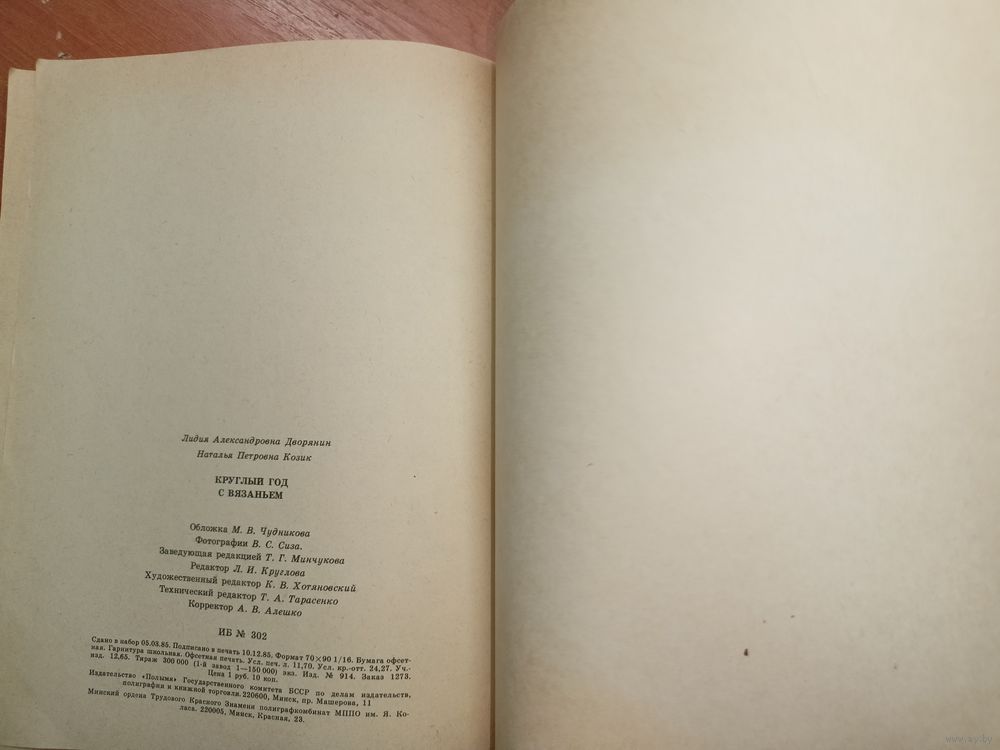 Лидия Александровна Дворянин
Наталья Петровна Козик
КРУГЛЫЙ ГОД
С ВЯЗАНЬЕМ
Обложка М. В. Чудникова
Фотографии В. С. Сиза.
Заведующая редакцией Т. Г. Минчукова
Редактор Л. И. Круглова
Художественный редактор К. В. Хотяновский
Технический редактор Т. А. Тарасенко
Корректор А. В. Алешко
ИБ № 302
Сдано в набор 05.03.85. Подписано в печать 10.12.85. Формат 70×90 1/16. Бумага офсет-
ная. Гарнитура школьная. Офсетная печать. Усл. печ. л. 11,70. Усл. кр.-отт. 24,27. Уч.-
изд. 12,65. Тираж 300 000 (1-й завод 1—150 000) экз. Изд. № 914. Заказ 1273.
Цена 1 руб. 10 коп.
Издательство «Полымя» Государственного комитета БССР по делам издательств,
полиграфии и книжной торговли. 220600, Минск, пр. Машерова, 11
Минский ордена Трудового Красного Знамени полиграфкомбинат МППО им. Я. Ко-
ласа. 220005, Минск, Красная, 23.
www.ay.by